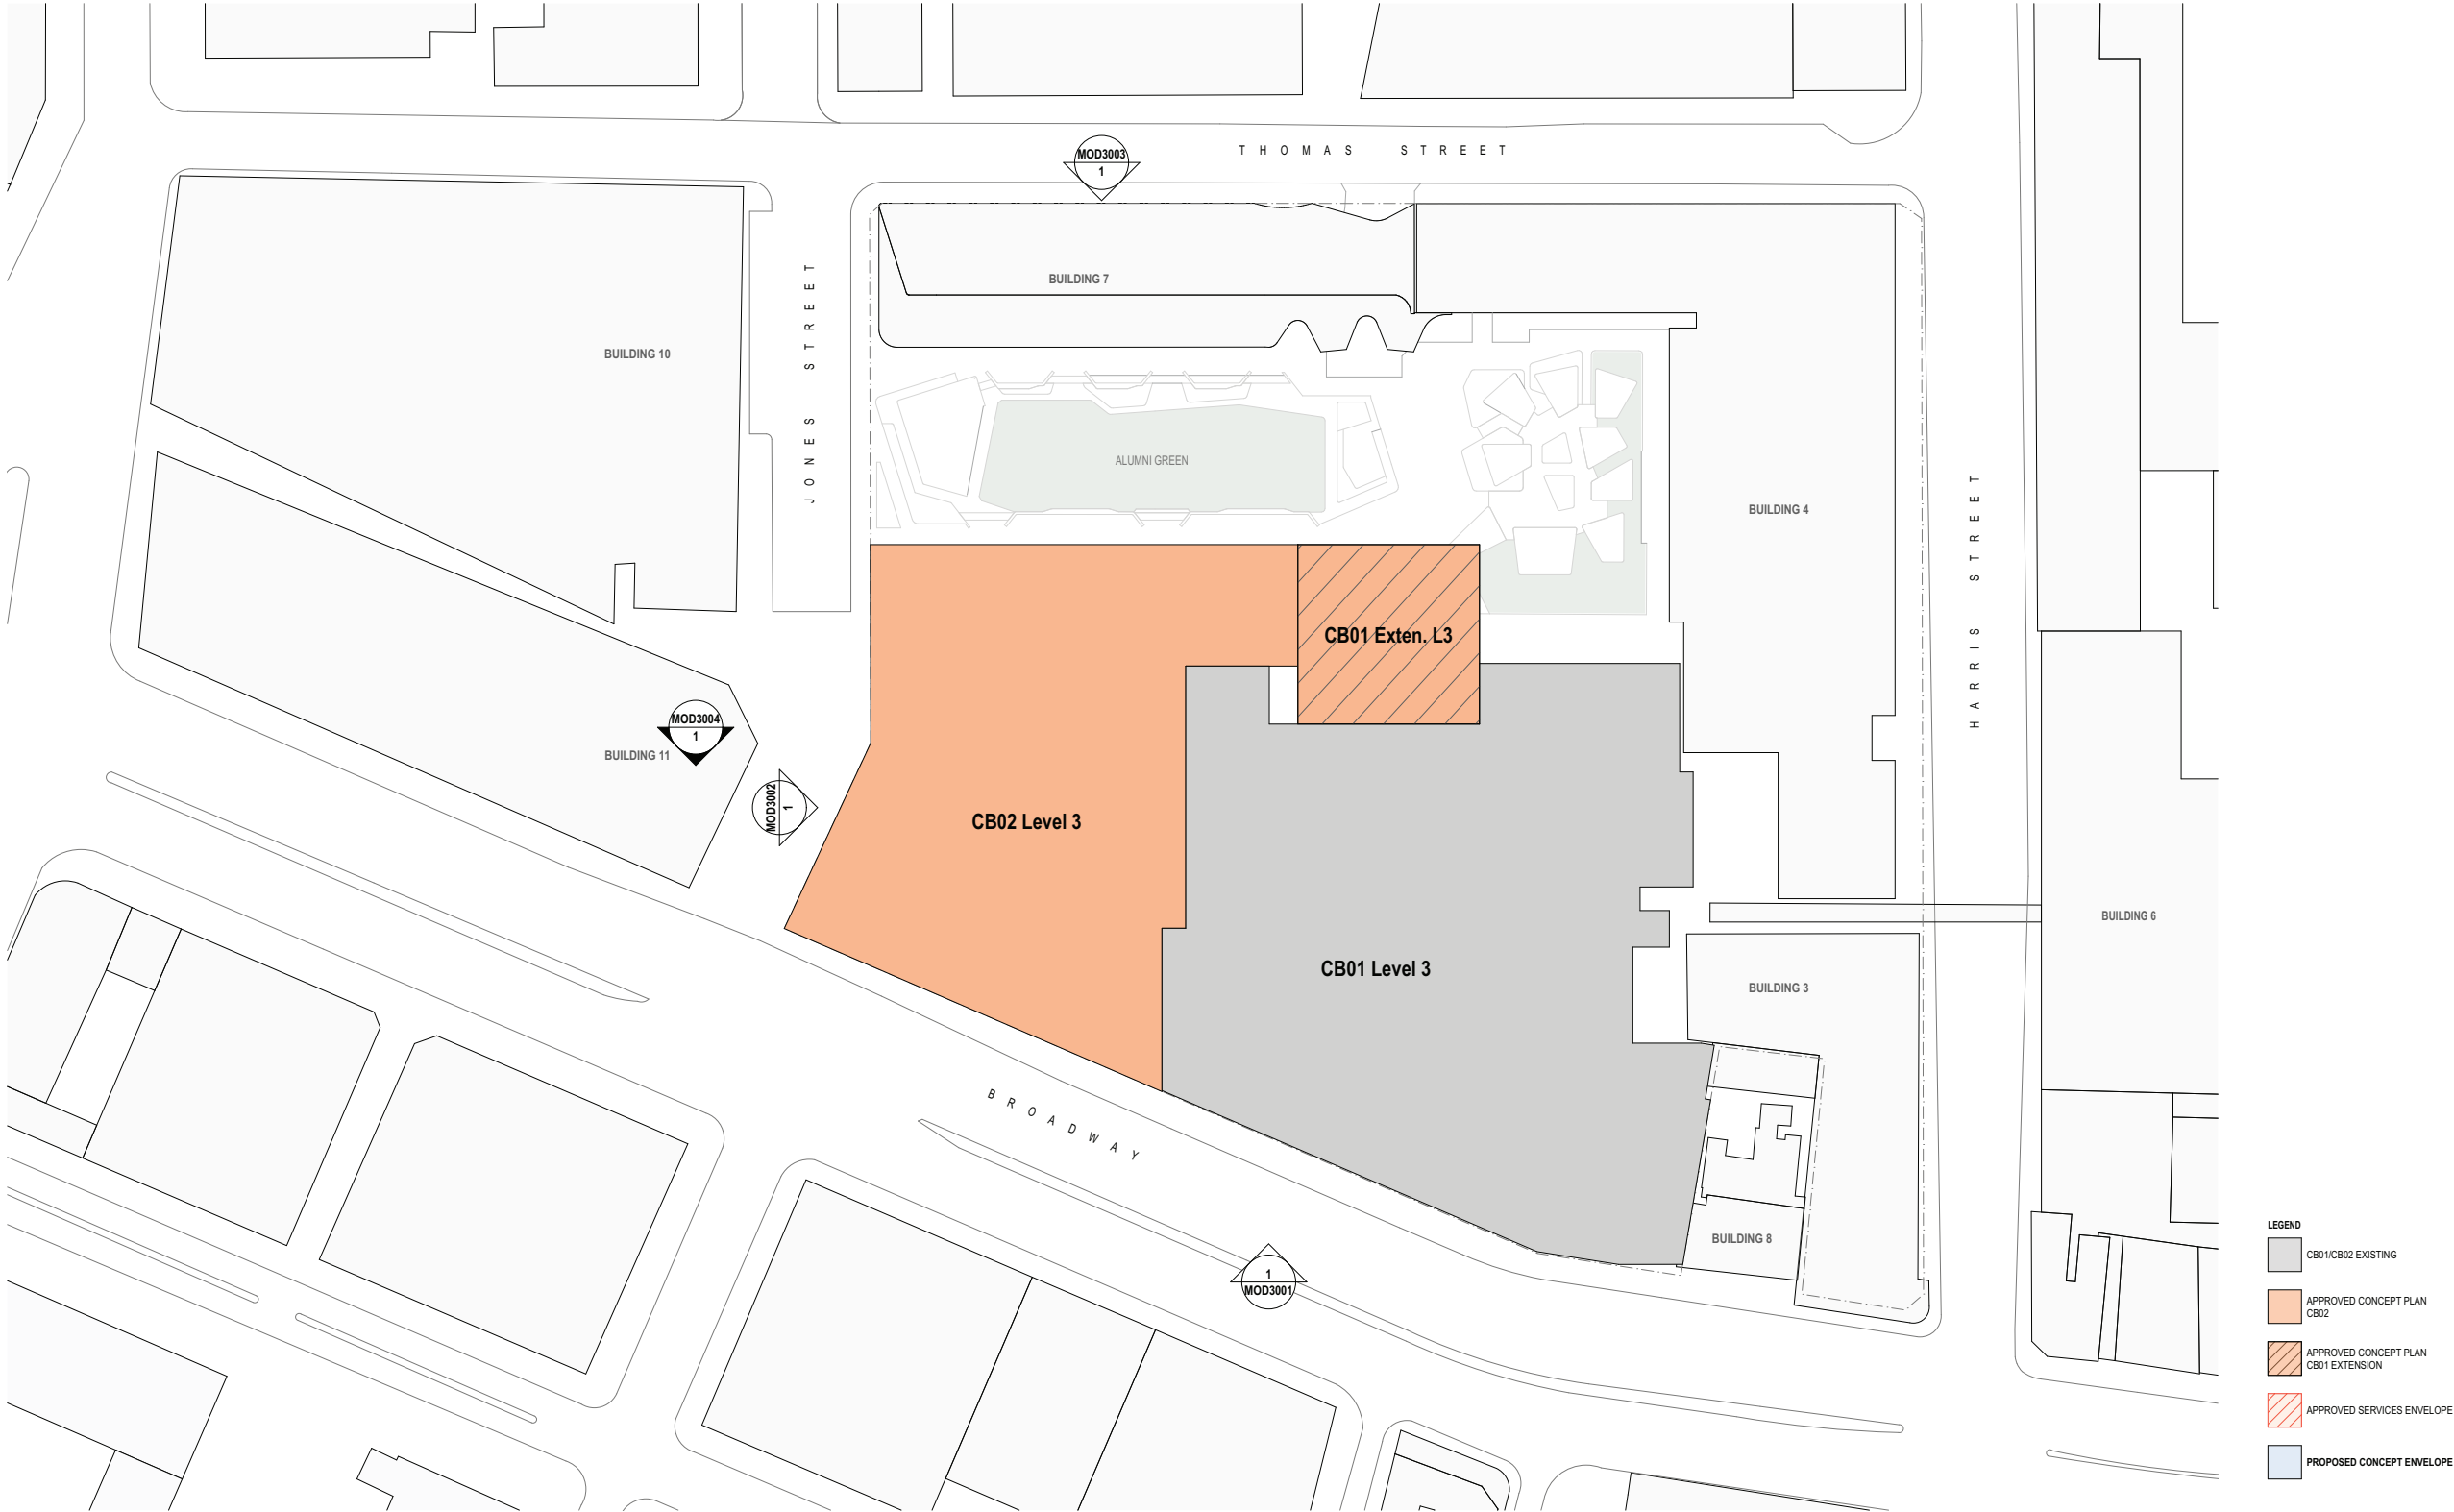 THOMAS STREET
MOD3003
1
BUILDING 7
JONES STREET
BUILDING 10
ALUMNI GREEN
BUILDING 4
HARRIS STREET
CB01 Exten. L3
MOD3004
1
BUILDING 11
MOD3002
1
CB02 Level 3
BUILDING 6
CB01 Level 3
BUILDING 3
BROADWAY
BUILDING 8
1
MOD3001
LEGEND
CB01/CB02 EXISTING
APPROVED CONCEPT PLAN
CB02
APPROVED CONCEPT PLAN
CB01 EXTENSION
APPROVED SERVICES ENVELOPE
PROPOSED CONCEPT ENVELOPE